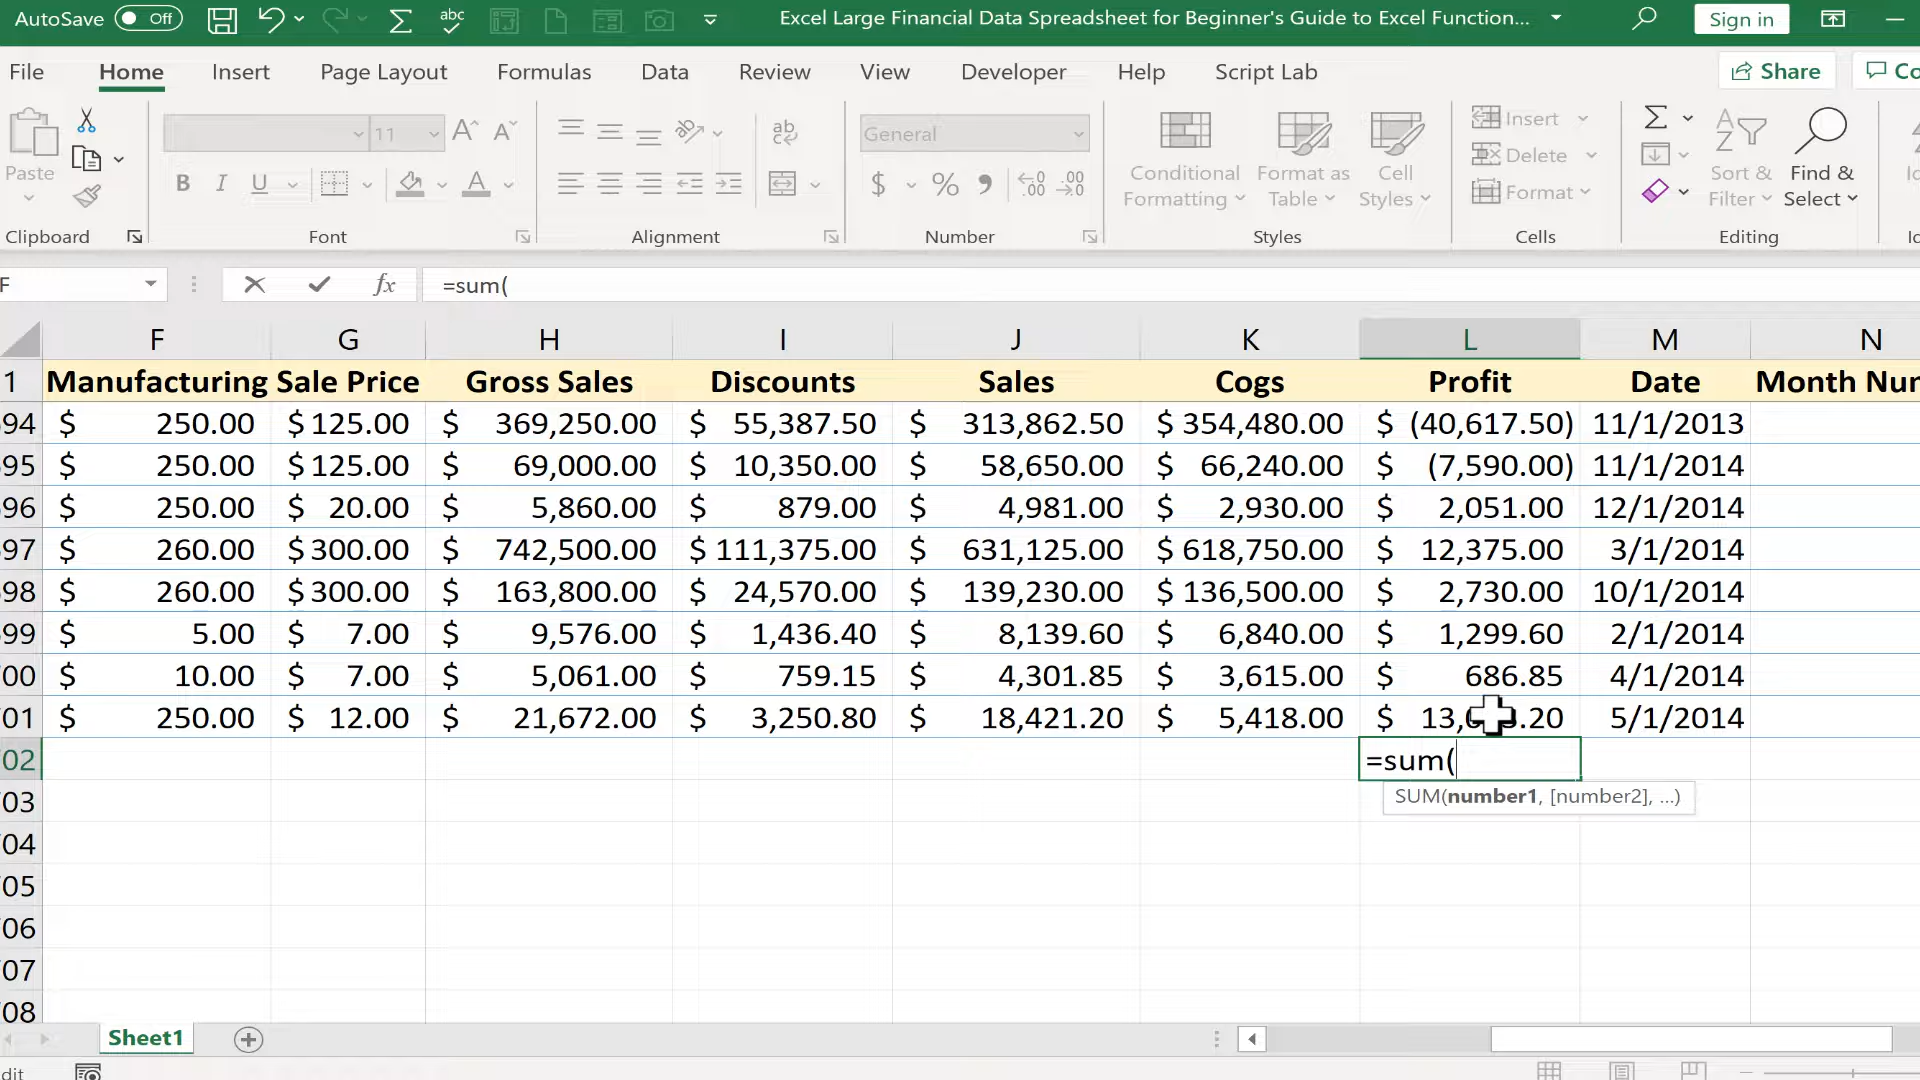 AutoSave Off abc Excel Large Financial Data Spreadsheet for Beginner's Guide to Excel Function... Sign in
File Home Insert Page Layout Formulas Data Review View Developer Help Script Lab Share Co
Paste 11 A A ab General Conditional Formatting Format as Table Cell Styles Insert Delete Format Sort & Filter Find & Select
B I U A $ % .00
Clipboard Font Alignment Number Styles Cells Editing
F fx =sum(
F G H I J K L M N
1 Manufacturing Sale Price Gross Sales Discounts Sales Cogs Profit Date Month Num
94 $ 250.00 $125.00 $ 369,250.00 $ 55,387.50 $ 313,862.50 $ 354,480.00 $ (40,617.50) 11/1/2013
95 $ 250.00 $125.00 $ 69,000.00 $ 10,350.00 $ 58,650.00 $ 66,240.00 $ (7,590.00) 11/1/2014
96 $ 250.00 $ 20.00 $ 5,860.00 $ 879.00 $ 4,981.00 $ 2,930.00 $ 2,051.00 12/1/2014
97 $ 260.00 $300.00 $ 742,500.00 $ 111,375.00 $ 631,125.00 $ 618,750.00 $ 12,375.00 3/1/2014
98 $ 260.00 $300.00 $ 163,800.00 $ 24,570.00 $ 139,230.00 $ 136,500.00 $ 2,730.00 10/1/2014
99 $ 5.00 $ 7.00 $ 9,576.00 $ 1,436.40 $ 8,139.60 $ 6,840.00 $ 1,299.60 2/1/2014
00 $ 10.00 $ 7.00 $ 5,061.00 $ 759.15 $ 4,301.85 $ 3,615.00 $ 686.85 4/1/2014
01 $ 250.00 $ 12.00 $ 21,672.00 $ 3,250.80 $ 18,421.20 $ 5,418.00 $ 5/1/2014
02 =sum(
SUM(number1, [number2], ...)
03
04
05
06
07
08
Sheet1
dit